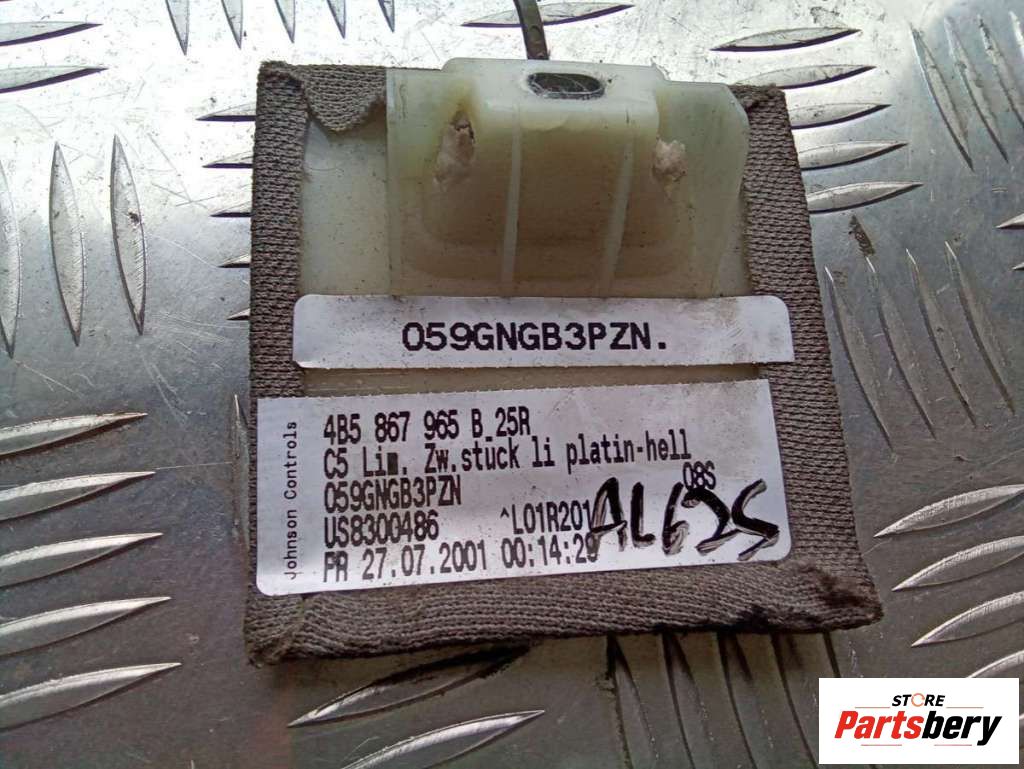 059GNGB3PZN.
Johnson Controls
4B5 867 965 B 25R
C5 Lim. Zw.stück li platin-hell
08S
059GNGB3PZN
US8300486 ^L01R201
FR 27.07.2001 00:14:29
AL625
STORE
Partsbery